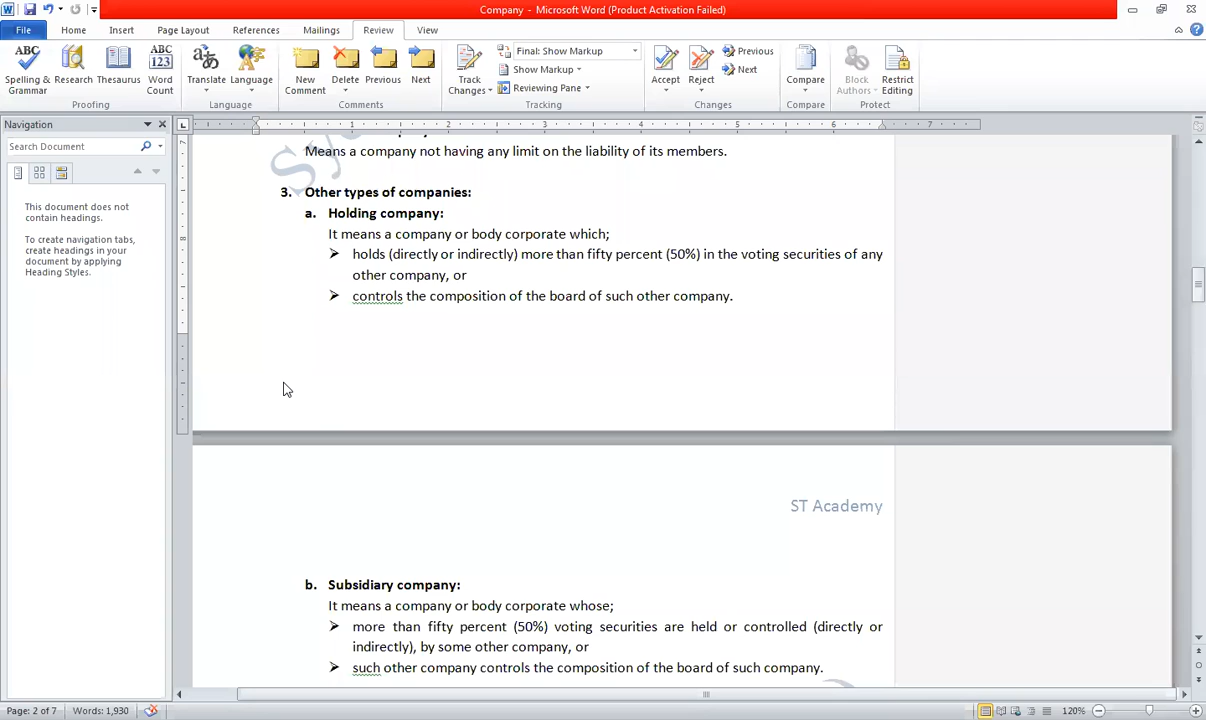 Company - Microsoft Word (Product Activation Failed)
File Home Insert Page Layout References Mailings Review View
Spelling & Grammar Research Thesaurus Word Count Translate Language New Comment Delete Previous Next Track Changes Final: Show Markup Show Markup Reviewing Pane Accept Reject Previous Next Compare Block Authors Restrict Editing
Proofing Language Comments Tracking Changes Compare Protect
Navigation
Search Document
This document does not
contain headings.
To create navigation tabs,
create headings in your
document by applying
Heading Styles.
1 2 3 4 5 6 7
Means a company not having any limit on the liability of its members.
3. Other types of companies:
a. Holding company:
It means a company or body corporate which;
➢ holds (directly or indirectly) more than fifty percent (50%) in the voting securities of any
other company, or
➢ controls the composition of the board of such other company.
ST Academy
b. Subsidiary company:
It means a company or body corporate whose;
➢ more than fifty percent (50%) voting securities are held or controlled (directly or
indirectly), by some other company, or
➢ such other company controls the composition of the board of such company.
Page: 2 of 7 Words: 1,930 120%